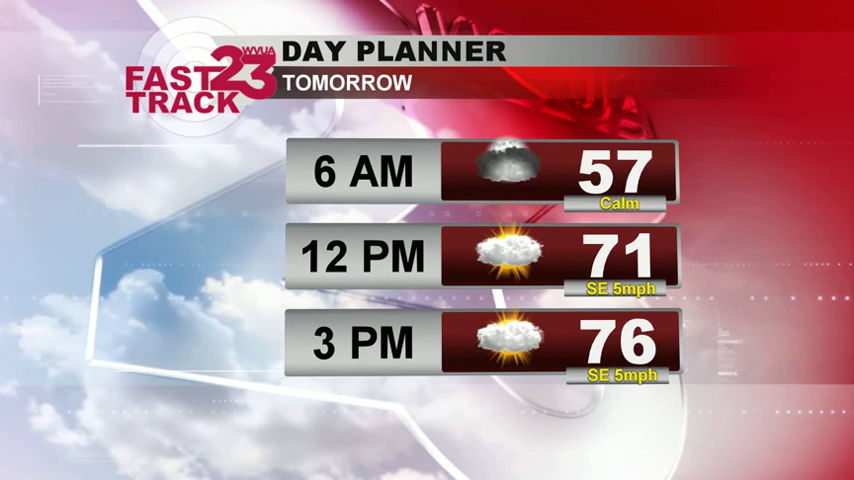 WVUA
23
FAST
TRACK
DAY PLANNER
TOMORROW
6 AM
57
Calm
12 PM
71
SE 5mph
3 PM
76
SE 5mph